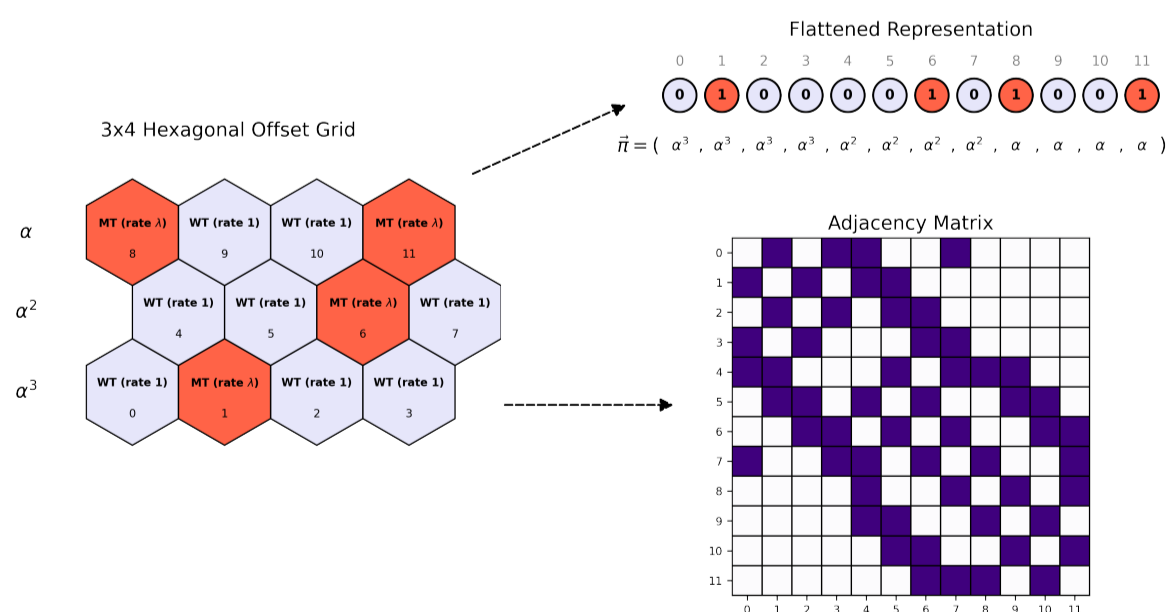 Flattened Representation
0 1 2 3 4 5 6 7 8 9 10 11
0 1 0 0 0 0 1 0 1 0 0 1
π⃗ = ( α³ , α³ , α³ , α³ , α² , α² , α² , α² , α , α , α , α )
3x4 Hexagonal Offset Grid
α
MT (rate λ) WT (rate 1) WT (rate 1) MT (rate λ)
8 9 10 11
α²
WT (rate 1) WT (rate 1) MT (rate λ) WT (rate 1)
4 5 6 7
α³
WT (rate 1) MT (rate λ) WT (rate 1) WT (rate 1)
0 1 2 3
Adjacency Matrix
0
1
2
3
4
5
6
7
8
9
10
11
0 1 2 3 4 5 6 7 8 9 10 11